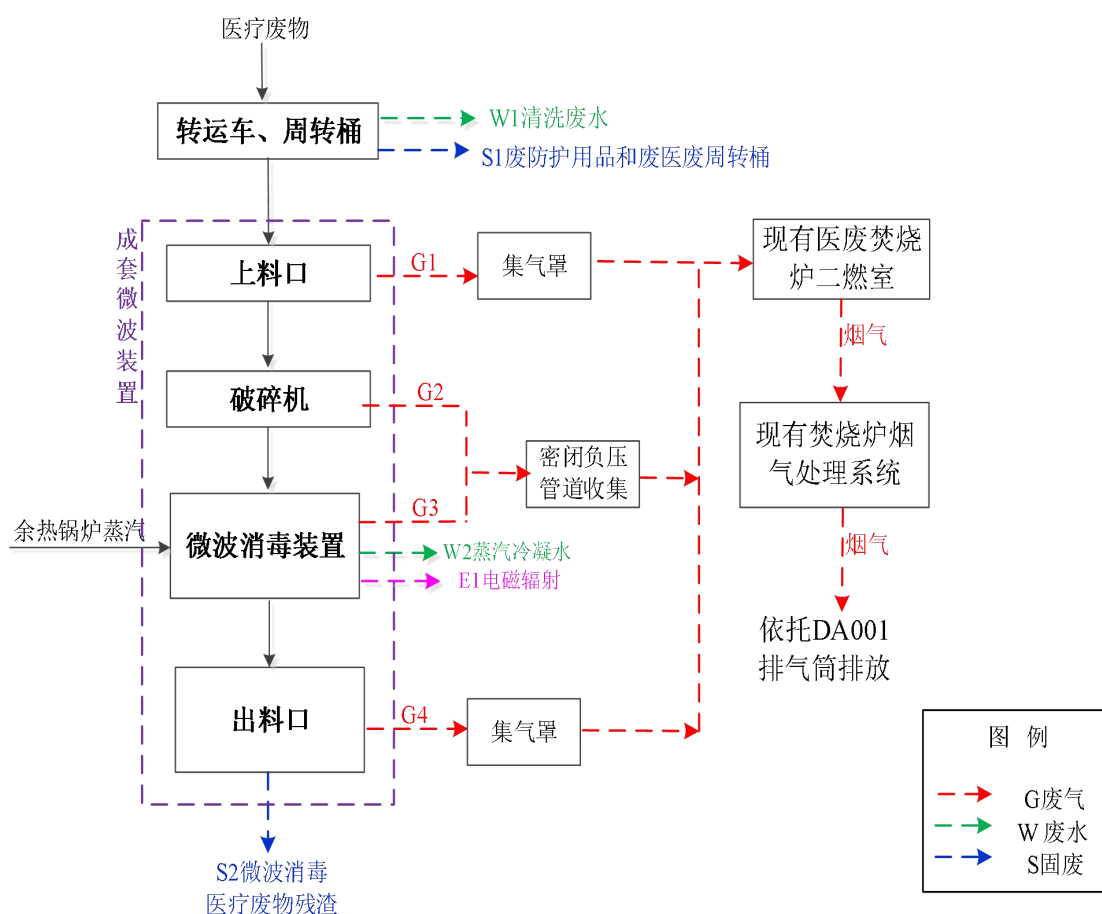 医疗废物
转运车、周转桶
W1清洗废水
S1废防护用品和废医废周转桶
成套微波装置
上料口
G1
集气罩
现有医废焚烧
炉二燃室
烟气
破碎机
G2
密闭负压
管道收集
现有焚烧炉烟
气处理系统
余热锅炉蒸汽
微波消毒装置
G3
W2蒸汽冷凝水
E1电磁辐射
烟气
依托DA001
排气筒排放
出料口
G4
集气罩
S2微波消毒
医疗废物残渣
图 例
G废气
W 废水
S固废